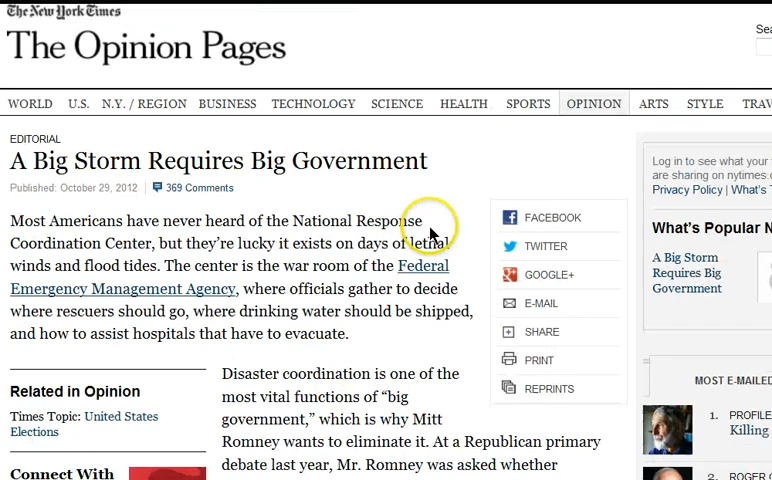 The New York Times
The Opinion Pages
WORLD U.S. N.Y. / REGION BUSINESS TECHNOLOGY SCIENCE HEALTH SPORTS OPINION ARTS STYLE TRAV
EDITORIAL
A Big Storm Requires Big Government
Published: October 29, 2012 369 Comments
Most Americans have never heard of the National Response
Coordination Center, but they're lucky it exists on days of lethal
winds and flood tides. The center is the war room of the Federal
Emergency Management Agency, where officials gather to decide
where rescuers should go, where drinking water should be shipped,
and how to assist hospitals that have to evacuate.
Related in Opinion
Times Topic: United States
Elections
Connect With
Disaster coordination is one of the
most vital functions of “big
government,” which is why Mitt
Romney wants to eliminate it. At a Republican primary
debate last year, Mr. Romney was asked whether
FACEBOOK
TWITTER
GOOGLE+
E-MAIL
SHARE
PRINT
REPRINTS
Sea
Log in to see what your
are sharing on nytimes.
Privacy Policy | What's
What's Popular N
A Big Storm
Requires Big
Government
MOST E-MAILED
1. PROFILE
Killing
2. ROGER